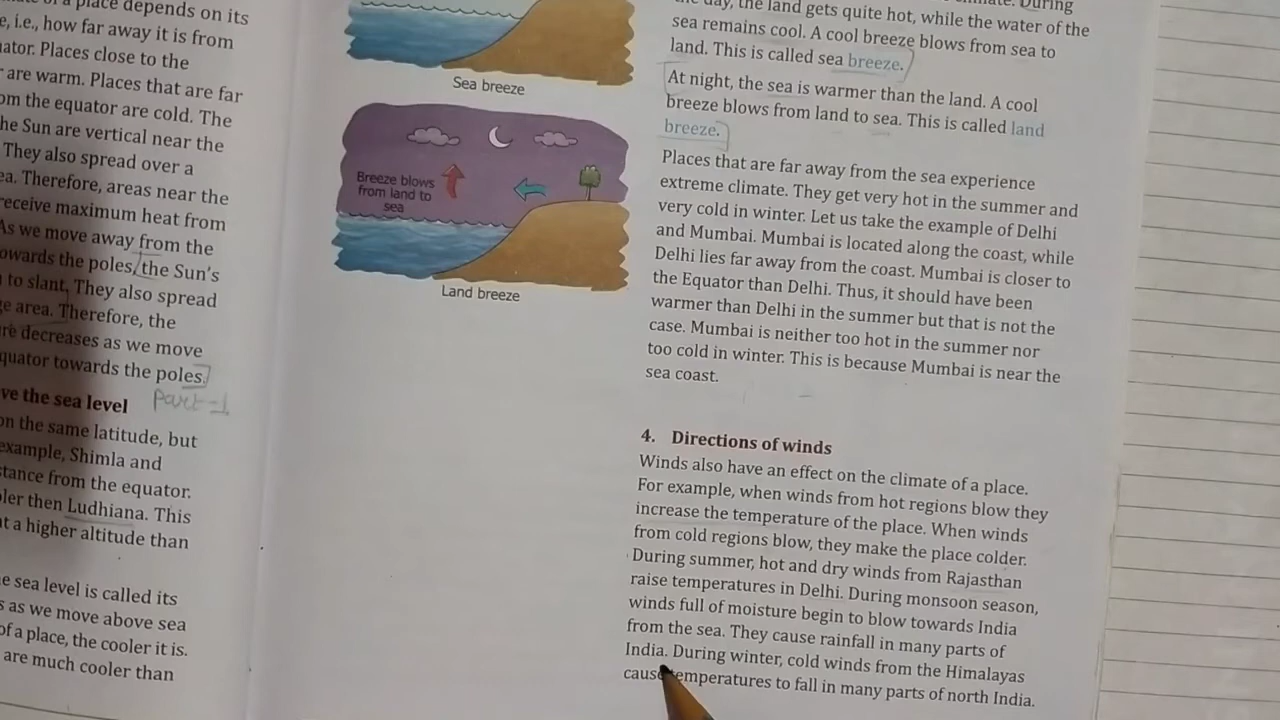 of a place depends on its
e, i.e., how far away it is from
ator. Places close to the
are warm. Places that are far
om the equator are cold. The
he Sun are vertical near the
They also spread over a
ea. Therefore, areas near the
receive maximum heat from
As we move away from the
owards the poles, the Sun's
to slant. They also spread
ge area. Therefore, the
re decreases as we move
quator towards the poles.
Part-1
ve the sea level
on the same latitude, but
example, Shimla and
stance from the equator.
ler then Ludhiana. This
at a higher altitude than
e sea level is called its
s as we move above sea
of a place, the cooler it is.
are much cooler than
Sea breeze
Breeze blows
from land to
sea
Land breeze
During
the day, the land gets quite hot, while the water of the
sea remains cool. A cool breeze blows from sea to
land. This is called sea breeze.
At night, the sea is warmer than the land. A cool
breeze blows from land to sea. This is called land
breeze.
Places that are far away from the sea experience
extreme climate. They get very hot in the summer and
very cold in winter. Let us take the example of Delhi
and Mumbai. Mumbai is located along the coast, while
Delhi lies far away from the coast. Mumbai is closer to
the Equator than Delhi. Thus, it should have been
warmer than Delhi in the summer but that is not the
case. Mumbai is neither too hot in the summer nor
too cold in winter. This is because Mumbai is near the
sea coast.
4. Directions of winds
Winds also have an effect on the climate of a place.
For example, when winds from hot regions blow they
increase the temperature of the place. When winds
from cold regions blow, they make the place colder.
During summer, hot and dry winds from Rajasthan
raise temperatures in Delhi. During monsoon season,
winds full of moisture begin to blow towards India
from the sea. They cause rainfall in many parts of
India. During winter, cold winds from the Himalayas
cause temperatures to fall in many parts of north India.